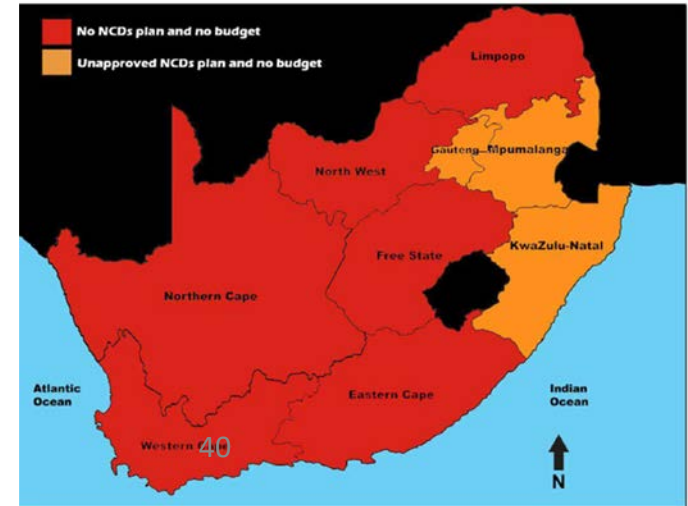 No NCDs plan and no budget
Unapproved NCDs plan and no budget
Limpopo
Gauteng
Mpumalanga
North West
KwaZulu-Natal
Free State
Northern Cape
Atlantic
Ocean
Eastern Cape
Indian
Ocean
Western Cape
40
N